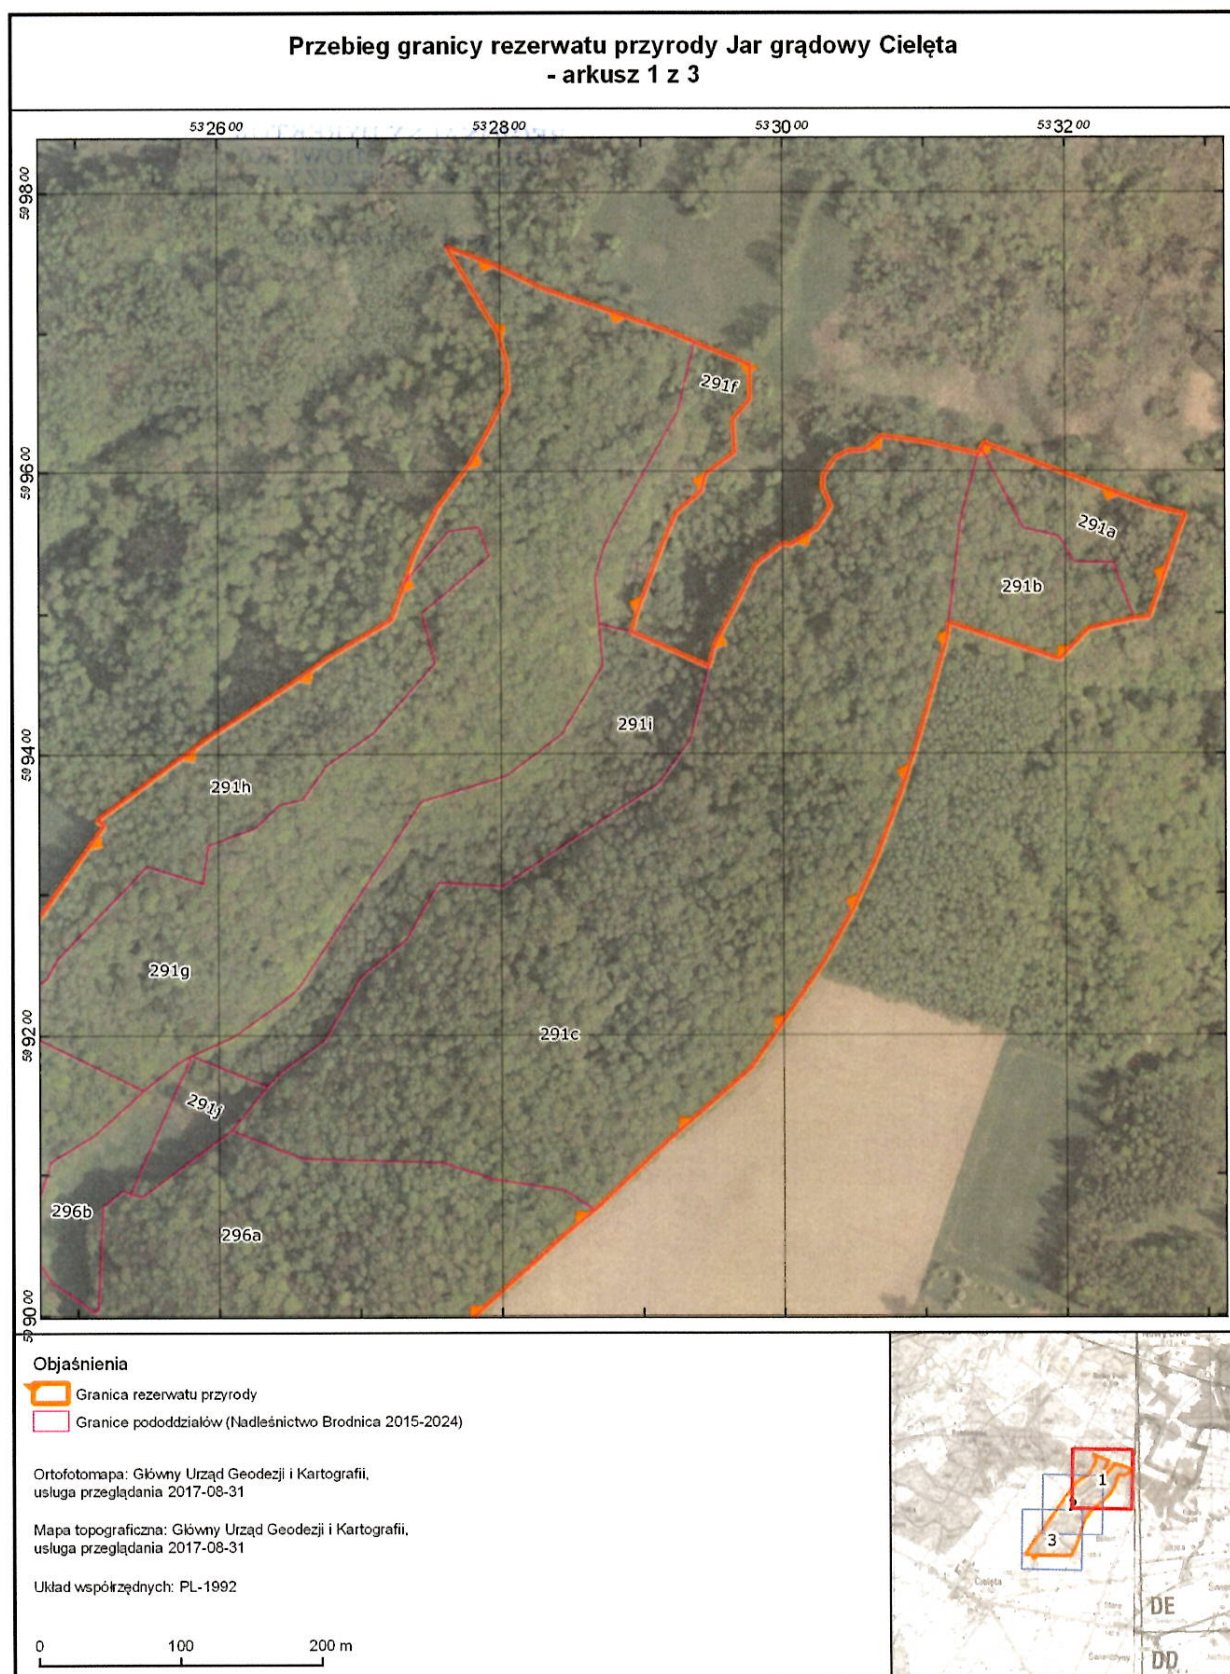 Przebieg granicy rezerwatu przyrody Jar grądowy Cielęta
- arkusz 1 z 3
53 26 00
53 28 00
53 30 00
53 32 00
59 98 00
59 96 00
59 94 00
59 92 00
59 90 00
291f
291a
291b
291i
291h
291g
291c
291j
296b
296a
Objaśnienia
Granica rezerwatu przyrody
Granice pododdziałów (Nadleśnictwo Brodnica 2015-2024)
Ortofotomapa: Główny Urząd Geodezji i Kartografii,
usługa przeglądania 2017-08-31
Mapa topograficzna: Główny Urząd Geodezji i Kartografii,
usługa przeglądania 2017-08-31
Układ współrzędnych: PL-1992
0 100 200 m
1
2
3
Cielęta
DE
DD